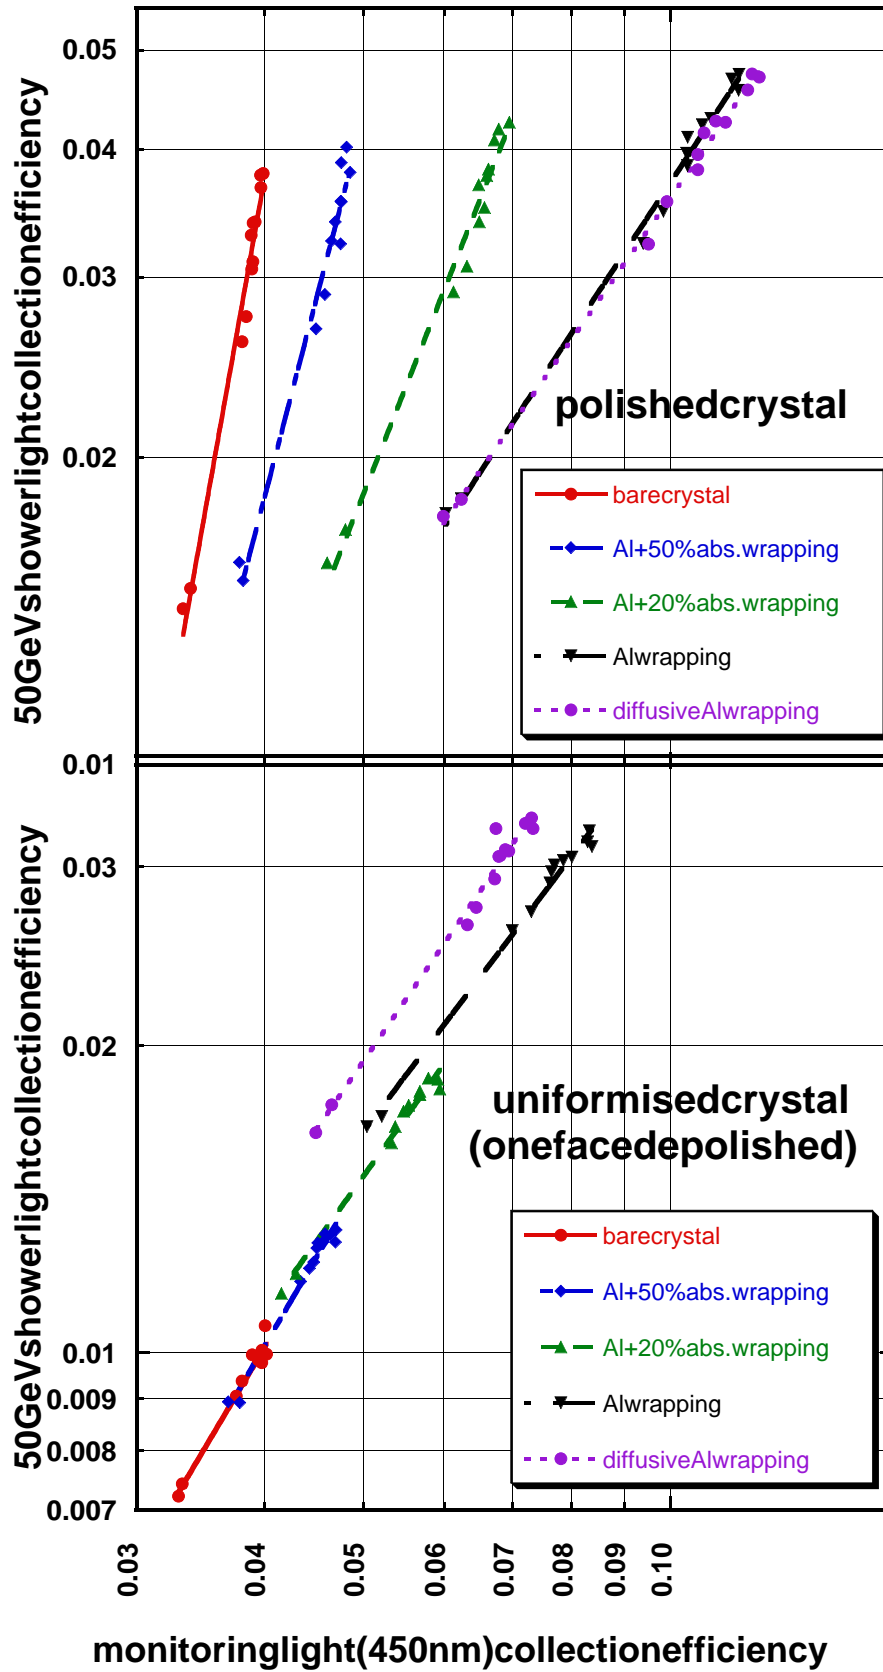 50GeVshowerlightcollectionefficiency
0.05
0.04
0.03
0.02
0.01
polishedcrystal
barecrystal
Al+50%abs.wrapping
Al+20%abs.wrapping
Alwrapping
diffusiveAlwrapping
50GeVshowerlightcollectionefficiency
0.03
0.02
0.01
0.009
0.008
0.007
uniformisedcrystal
(onefacedepolished)
barecrystal
Al+50%abs.wrapping
Al+20%abs.wrapping
Alwrapping
diffusiveAlwrapping
0.03
0.04
0.05
0.06
0.07
0.08
0.09
0.10
monitoringlight(450nm)collectionefficiency